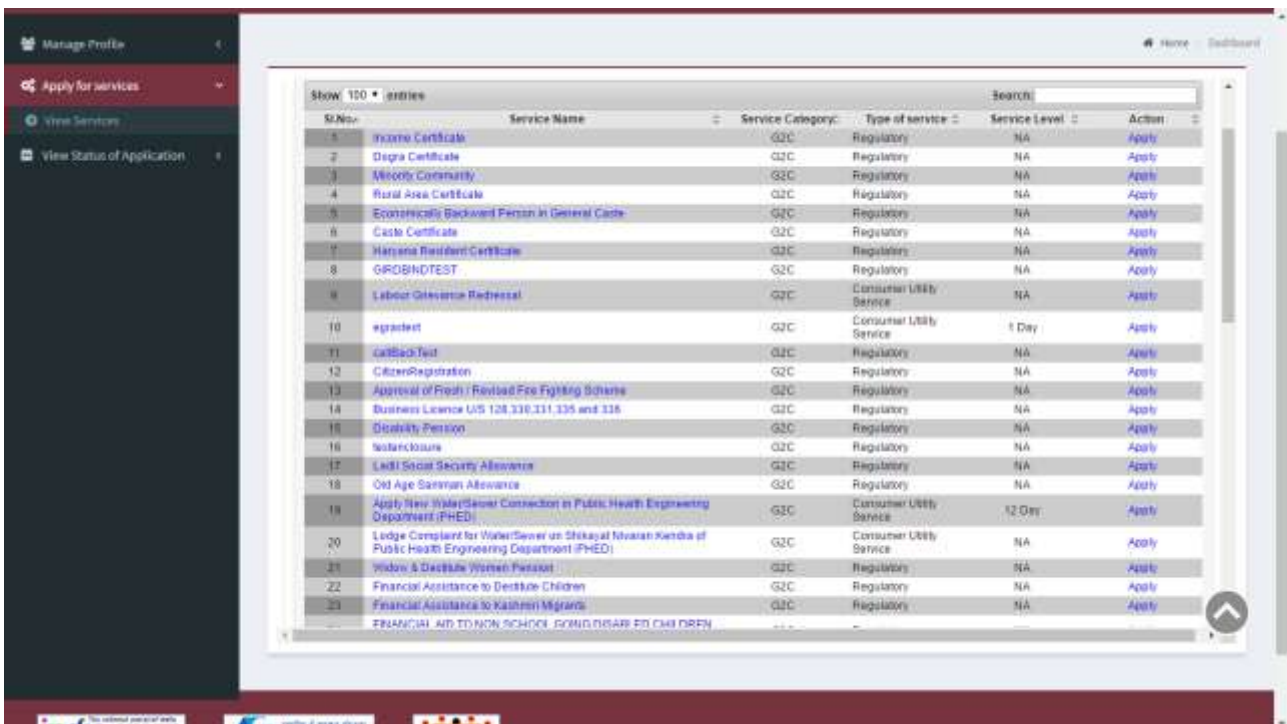 Manage Profile
Home Dashboard
Apply for services
View Services
View Status of Application
Show 100 entries Search:
Sl.No. Service Name Service Category Type of service Service Level Action
1 Income Certificate G2C Regulatory NA Apply
2 Dogra Certificate G2C Regulatory NA Apply
3 Minority Community G2C Regulatory NA Apply
4 Rural Area Certificate G2C Regulatory NA Apply
5 Economically Backward Person in General Caste G2C Regulatory NA Apply
6 Caste Certificate G2C Regulatory NA Apply
7 Haryana Resident Certificate G2C Regulatory NA Apply
8 GIRDBINDTEST G2C Regulatory NA Apply
9 Labour Grievance Redressal G2C Consumer Utility Service NA Apply
10 egrastest G2C Consumer Utility Service 1 Day Apply
11 callBackTest G2C Regulatory NA Apply
12 CitizenRegistration G2C Regulatory NA Apply
13 Approval of Fresh / Revised Fire Fighting Scheme G2C Regulatory NA Apply
14 Business Licence U/S 128,330,331,335 and 336 G2C Regulatory NA Apply
15 Disability Pension G2C Regulatory NA Apply
16 testenclosure G2C Regulatory NA Apply
17 Ladli Social Security Allowance G2C Regulatory NA Apply
18 Old Age Samman Allowance G2C Regulatory NA Apply
19 Apply New Water/Sewer Connection in Public Health Engineering Department (PHED) G2C Consumer Utility Service 12 Day Apply
20 Lodge Complaint for Water/Sewer on Shikayat Nivaran Kendra of Public Health Engineering Department (PHED) G2C Consumer Utility Service NA Apply
21 Widow & Destitute Women Pension G2C Regulatory NA Apply
22 Financial Assistance to Destitute Children G2C Regulatory NA Apply
23 Financial Assistance to Kashmiri Migrants G2C Regulatory NA Apply
FINANCIAL AID TO NON SCHOOL GOING DISABLED CHILDREN